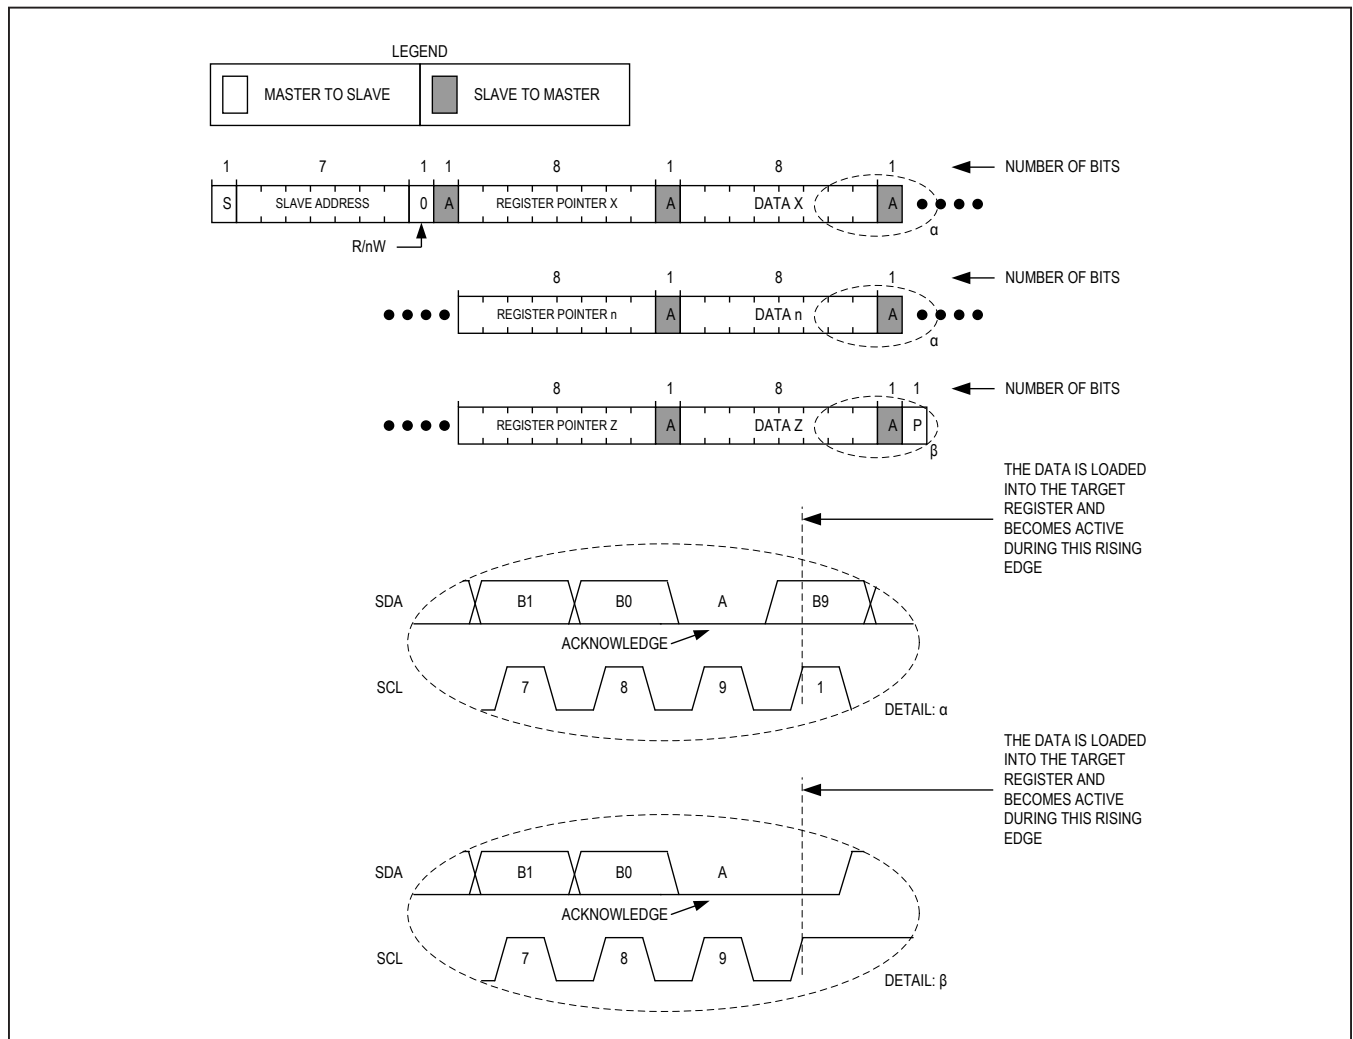 LEGEND
MASTER TO SLAVE SLAVE TO MASTER
1 7 1 1 8 1 8 1 NUMBER OF BITS
S SLAVE ADDRESS 0 A REGISTER POINTER X A DATA X A
α
R/nW
8 1 8 1 NUMBER OF BITS
REGISTER POINTER n A DATA n A
α
8 1 8 1 1 NUMBER OF BITS
REGISTER POINTER Z A DATA Z A P
β
THE DATA IS LOADED
INTO THE TARGET
REGISTER AND
BECOMES ACTIVE
DURING THIS RISING
EDGE
SDA B1 B0 A B9
ACKNOWLEDGE
SCL 7 8 9 1
DETAIL: α
THE DATA IS LOADED
INTO THE TARGET
REGISTER AND
BECOMES ACTIVE
DURING THIS RISING
EDGE
SDA B1 B0 A
ACKNOWLEDGE
SCL 7 8 9
DETAIL: β